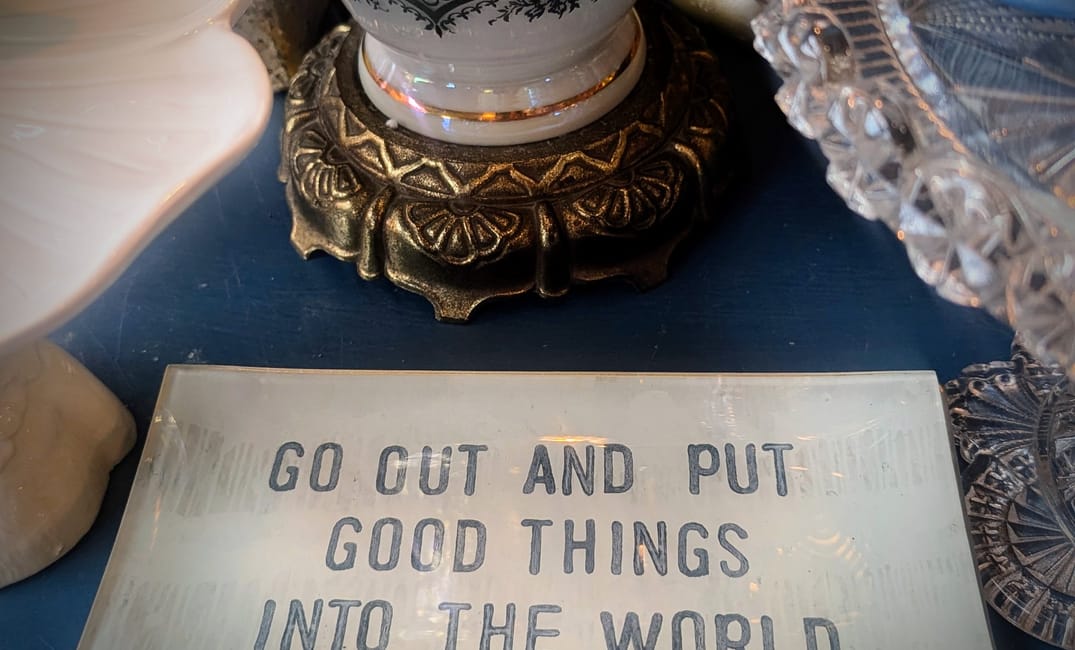 GO OUT AND PUT
GOOD THINGS
INTO THE WORLD